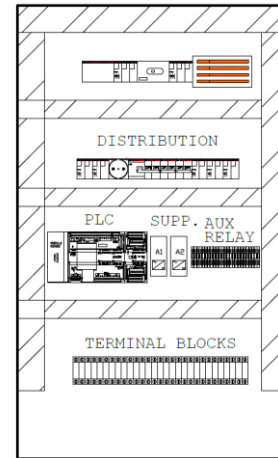 DISTRIBUTION
PLC SUPP. AUX
RELAY
A1 A2
TERMINAL BLOCKS